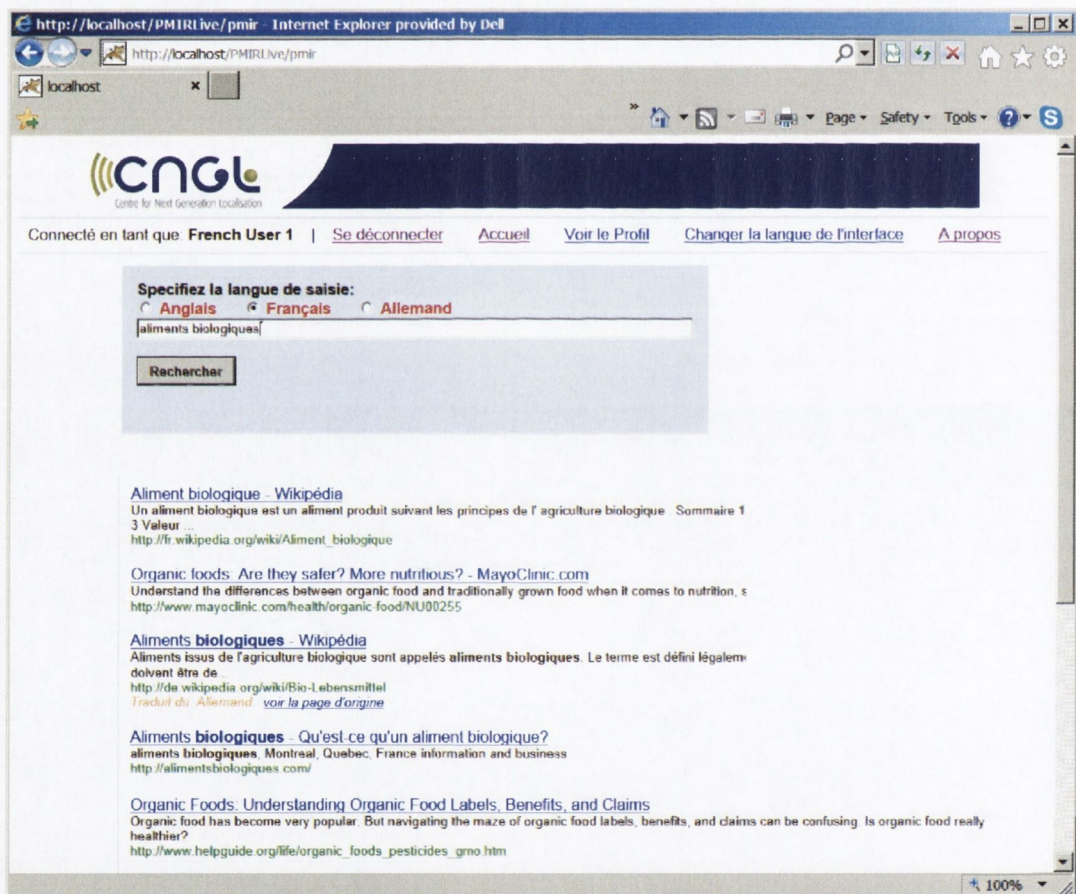 http://localhost/PMIRLive/pmir - Internet Explorer provided by Dell
http://localhost/PMIRLive/pmir
localhost
» Page Safety Tools
CNGL
Centre for Next Generation Localisation
Connecté en tant que French User 1 | Se déconnecter Accueil Voir le Profil Changer la langue de l'interface A propos
Specifiez la langue de saisie:
Anglais Français Allemand
aliments biologiques
Rechercher
Aliment biologique - Wikipédia
Un aliment biologique est un aliment produit suivant les principes de l' agriculture biologique Sommaire 1
3 Valeur ...
http://fr.wikipedia.org/wiki/Aliment_biologique
Organic foods: Are they safer? More nutritious? - MayoClinic.com
Understand the differences between organic food and traditionally grown food when it comes to nutrition, s
http://www.mayoclinic.com/health/organic-food/NU00255
Aliments biologiques - Wikipédia
Aliments issus de l'agriculture biologique sont appelés aliments biologiques. Le terme est défini légaleme
doivent être de...
http://de.wikipedia.org/wiki/Bio-Lebensmittel
Traduit du Allemand voir la page d'origine
Aliments biologiques - Qu'est-ce qu'un aliment biologique?
aliments biologiques, Montreal, Quebec, France information and business
http://alimentsbiologiques.com/
Organic Foods: Understanding Organic Food Labels, Benefits, and Claims
Organic food has become very popular. But navigating the maze of organic food labels, benefits, and claims can be confusing. Is organic food really
healthier?
http://www.helpguide.org/life/organic_foods_pesticides_gmo.htm
100%